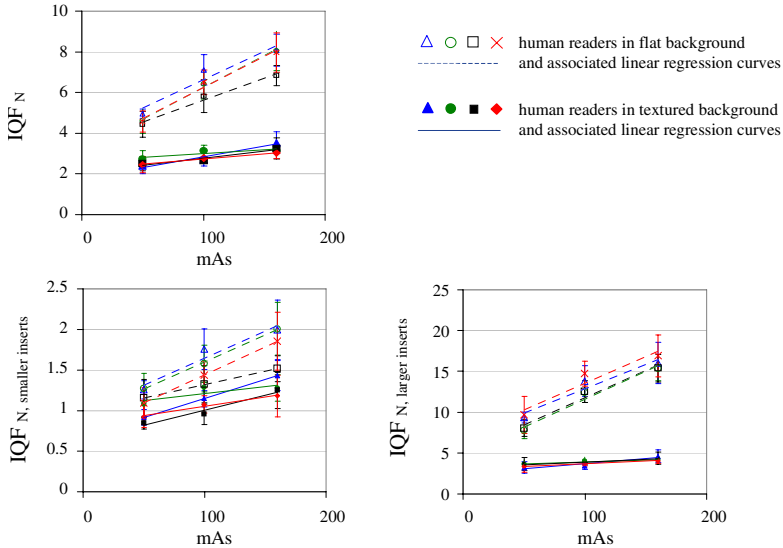 10
8
6
4
2
0
0 100 200
mAs
IQF N
human readers in flat background
and associated linear regression curves
human readers in textured background
and associated linear regression curves
2.5
2
1.5
1
0.5
0
0 100 200
mAs
IQF N, smaller inserts
25
20
15
10
5
0
0 100 200
mAs
IQF N, larger inserts